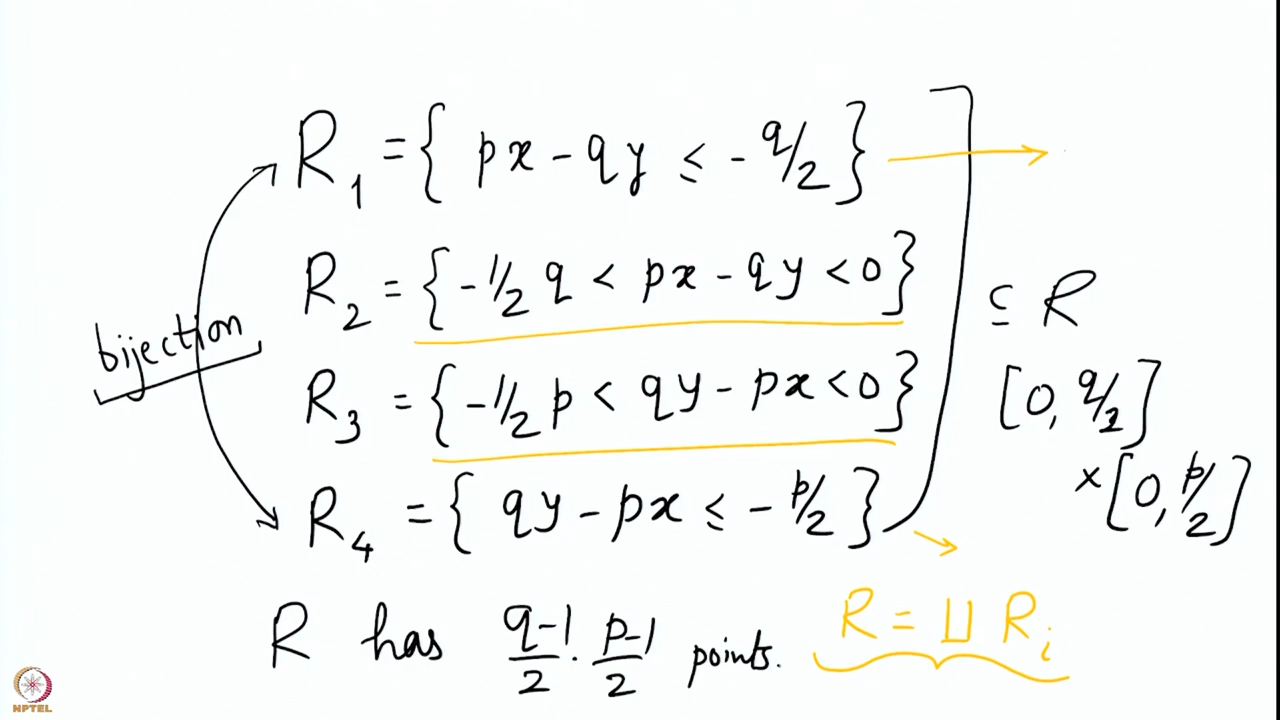 R₁ = { px - qy ≤ - q/2 }
R₂ = { -1/2 q < px - qy < 0 }
bijection
⊆ R
R₃ = { -1/2 p < qy - px < 0 }
[0, q/2]
× [0, p/2]
R₄ = { qy - px ≤ - p/2 }
R has (q-1)/2 · (p-1)/2 points.
R = ⊔ Rᵢ
NPTEL